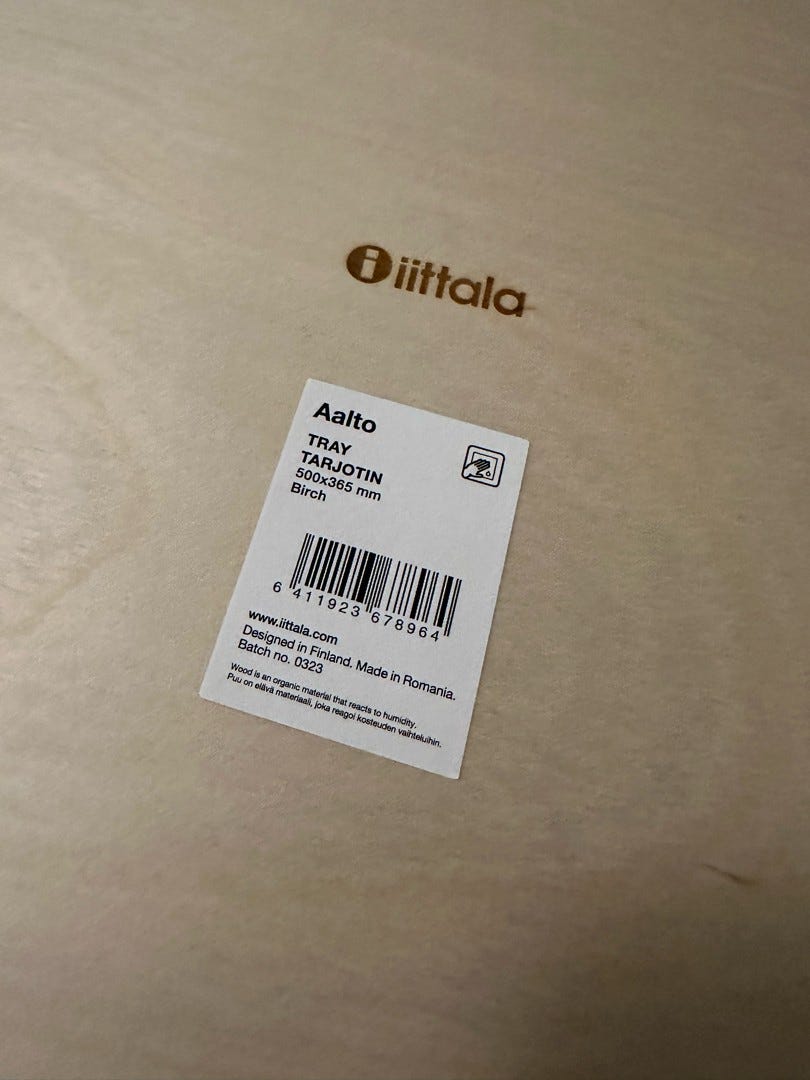 iittala
Aalto
TRAY
TARJOTIN
500x365 mm
Birch
6 411923 678964
www.iittala.com
Designed in Finland. Made in Romania.
Batch no. 0323
Wood is an organic material that reacts to humidity.
Puu on elävä materiaali, joka reagoi kosteuden vaihteluihin.